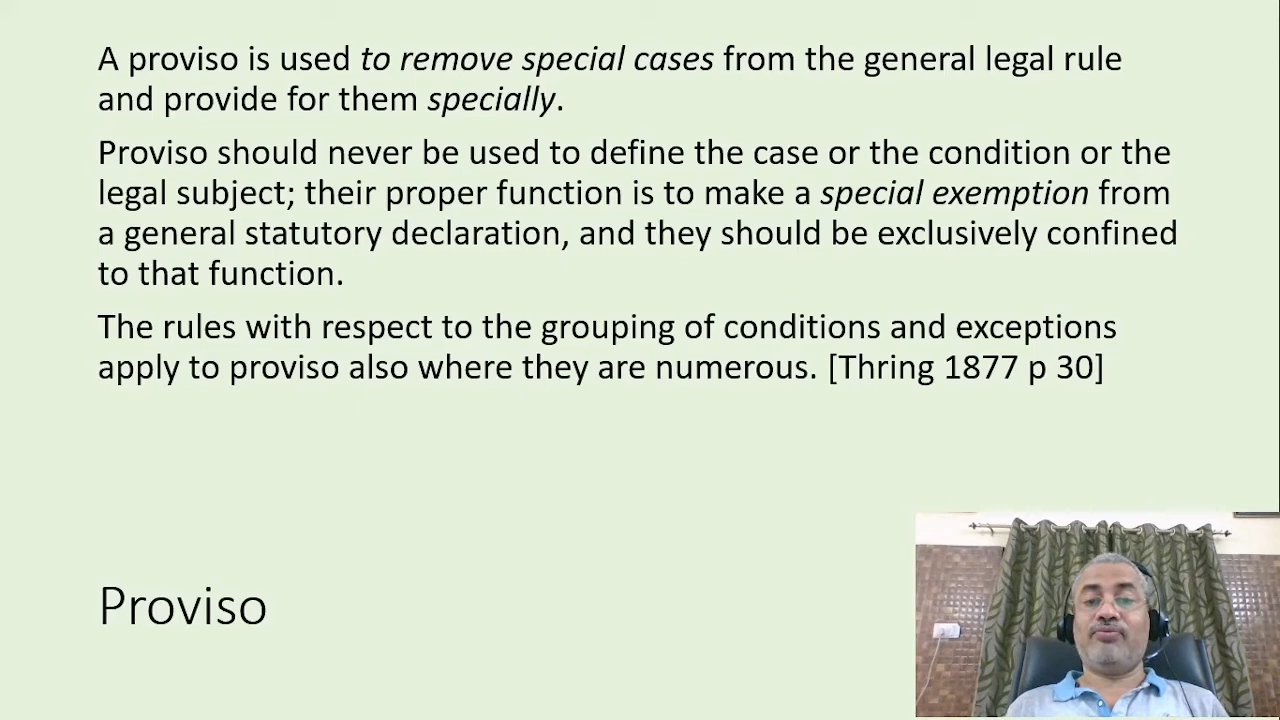 A proviso is used to remove special cases from the general legal rule
and provide for them specially.
Proviso should never be used to define the case or the condition or the
legal subject; their proper function is to make a special exemption from
a general statutory declaration, and they should be exclusively confined
to that function.
The rules with respect to the grouping of conditions and exceptions
apply to proviso also where they are numerous. [Thring 1877 p 30]
Proviso